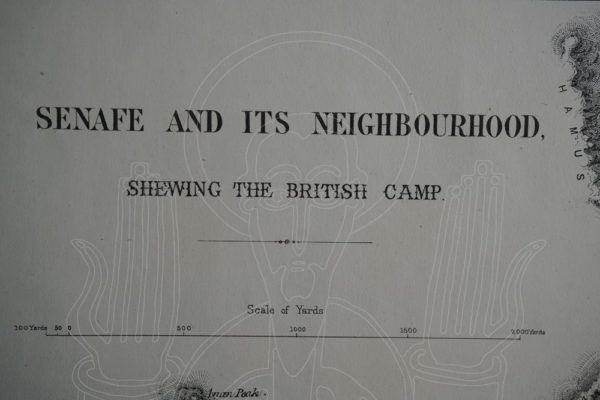 SENAFE AND ITS NEIGHBOURHOOD,
SHEWING THE BRITISH CAMP.
Scale of Yards
100 Yards 50 0 500 1000 1500 2000 Yards
HAMUS
Peak.